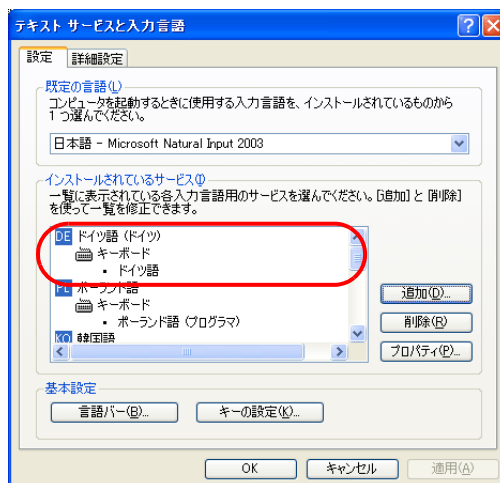 テキスト サービスと入力言語
設定
詳細設定
既定の言語(L)
コンピュータを起動するときに使用する入力言語を、インストールされているものから
1 つ選んでください。
日本語 - Microsoft Natural Input 2003
インストールされているサービス(I)
一覧に表示されている各入力言語用のサービスを選んでください。[追加] と [削除]
を使って一覧を修正できます。
DE ドイツ語 (ドイツ)
キーボード
• ドイツ語
PL ポーランド語
キーボード
• ポーランド語 (プログラマ)
KO 韓国語
追加(D)...
削除(R)
プロパティ(P)...
基本設定
言語バー(B)...
キーの設定(K)...
OK
キャンセル
適用(A)